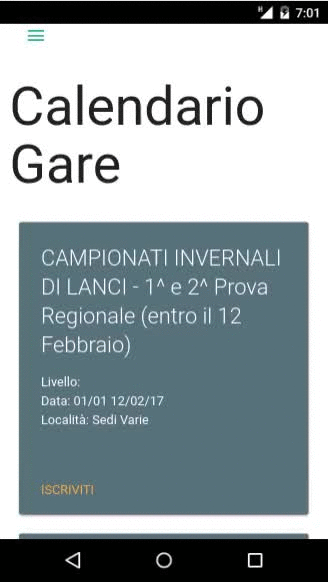 H 7:01
Calendario
Gare
CAMPIONATI INVERNALI
DI LANCI - 1^ e 2^ Prova
Regionale (entro il 12
Febbraio)
Livello:
Data: 01/01 12/02/17
Località: Sedi Varie
ISCRIVITI